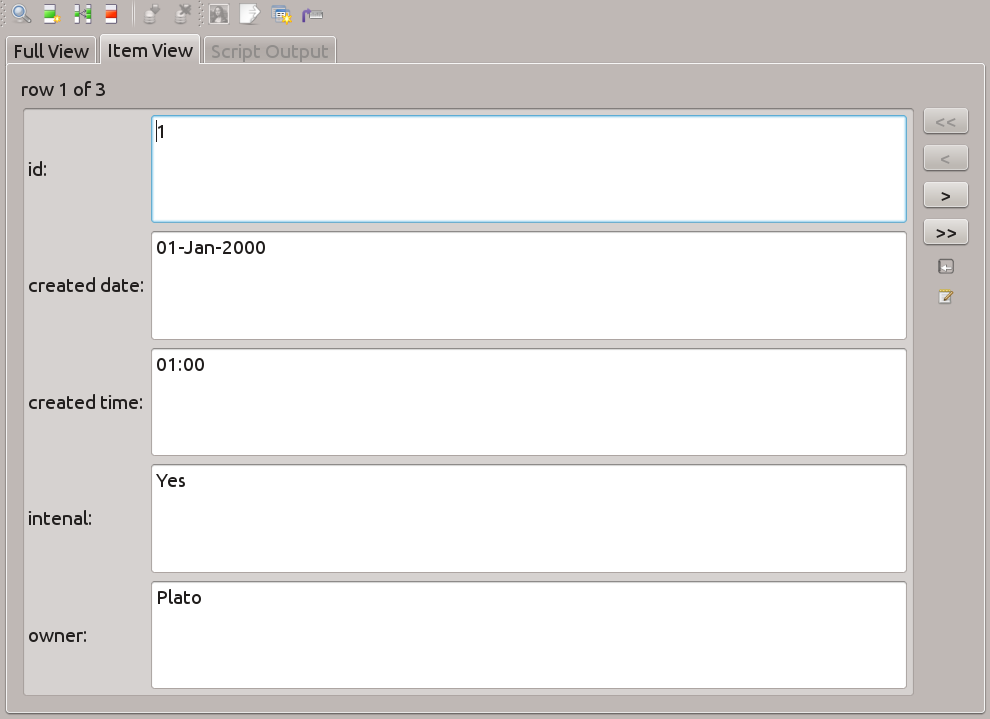 Full View Item View Script Output
row 1 of 3
id: 1
created date: 01-Jan-2000
created time: 01:00
intenal: Yes
owner: Plato
<<
<
>
>>